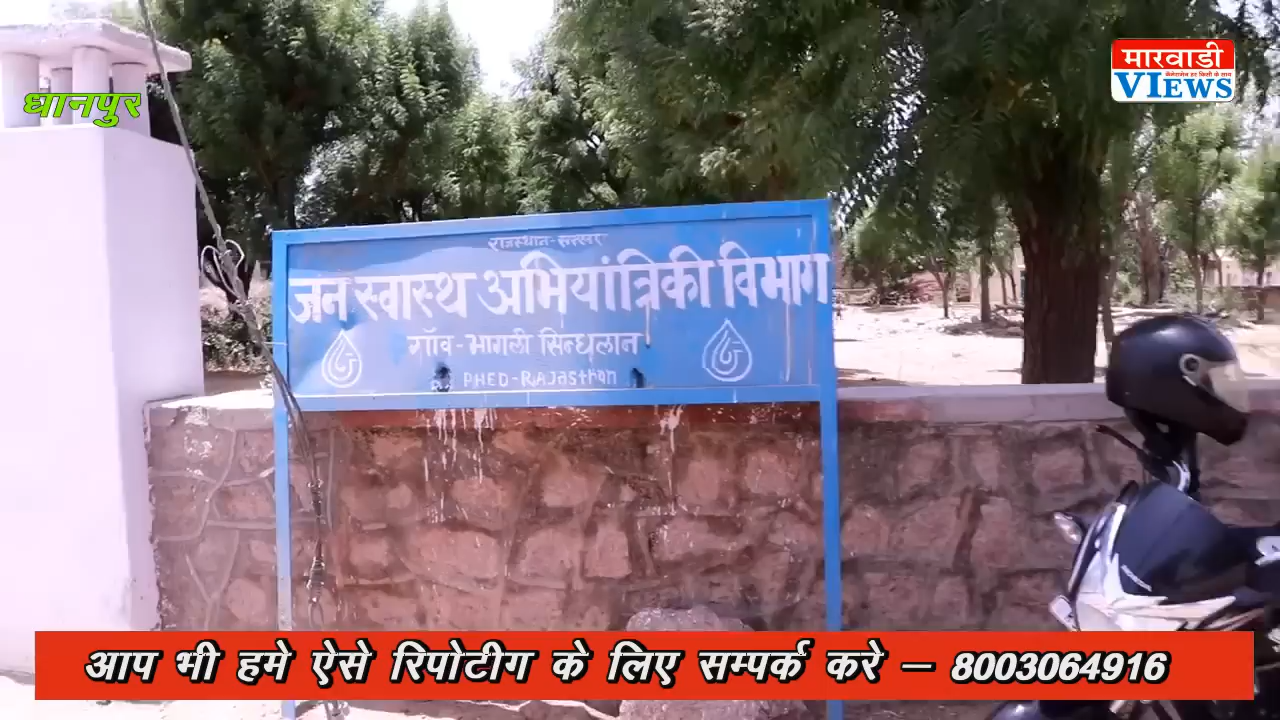 धानपुर
मारवाडी
VIEWS
राजस्थान-सरकार
जन स्वास्थ अभियांत्रिकी विभाग
गाँव-भागली सिन्धलान
PHED-RAJasthan
आप भी हमे ऐसे रिपोटीग के लिए सम्पर्क करे – 8003064916